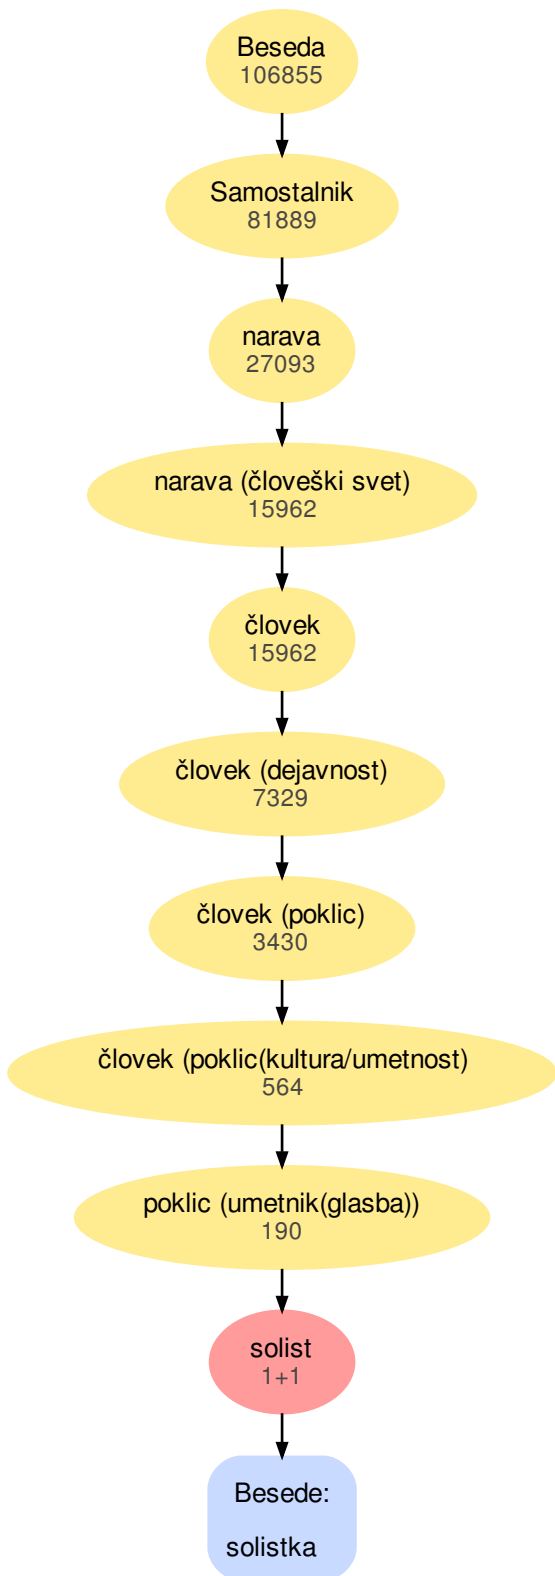 Beseda
106855
Samostalnik
81889
narava
27093
narava (človeški svet)
15962
človek
15962
človek (dejavnost)
7329
človek (poklic)
3430
človek (poklic(kultura/umetnost)
564
poklic (umetnik(glasba))
190
solist
1+1
Besede:
solistka